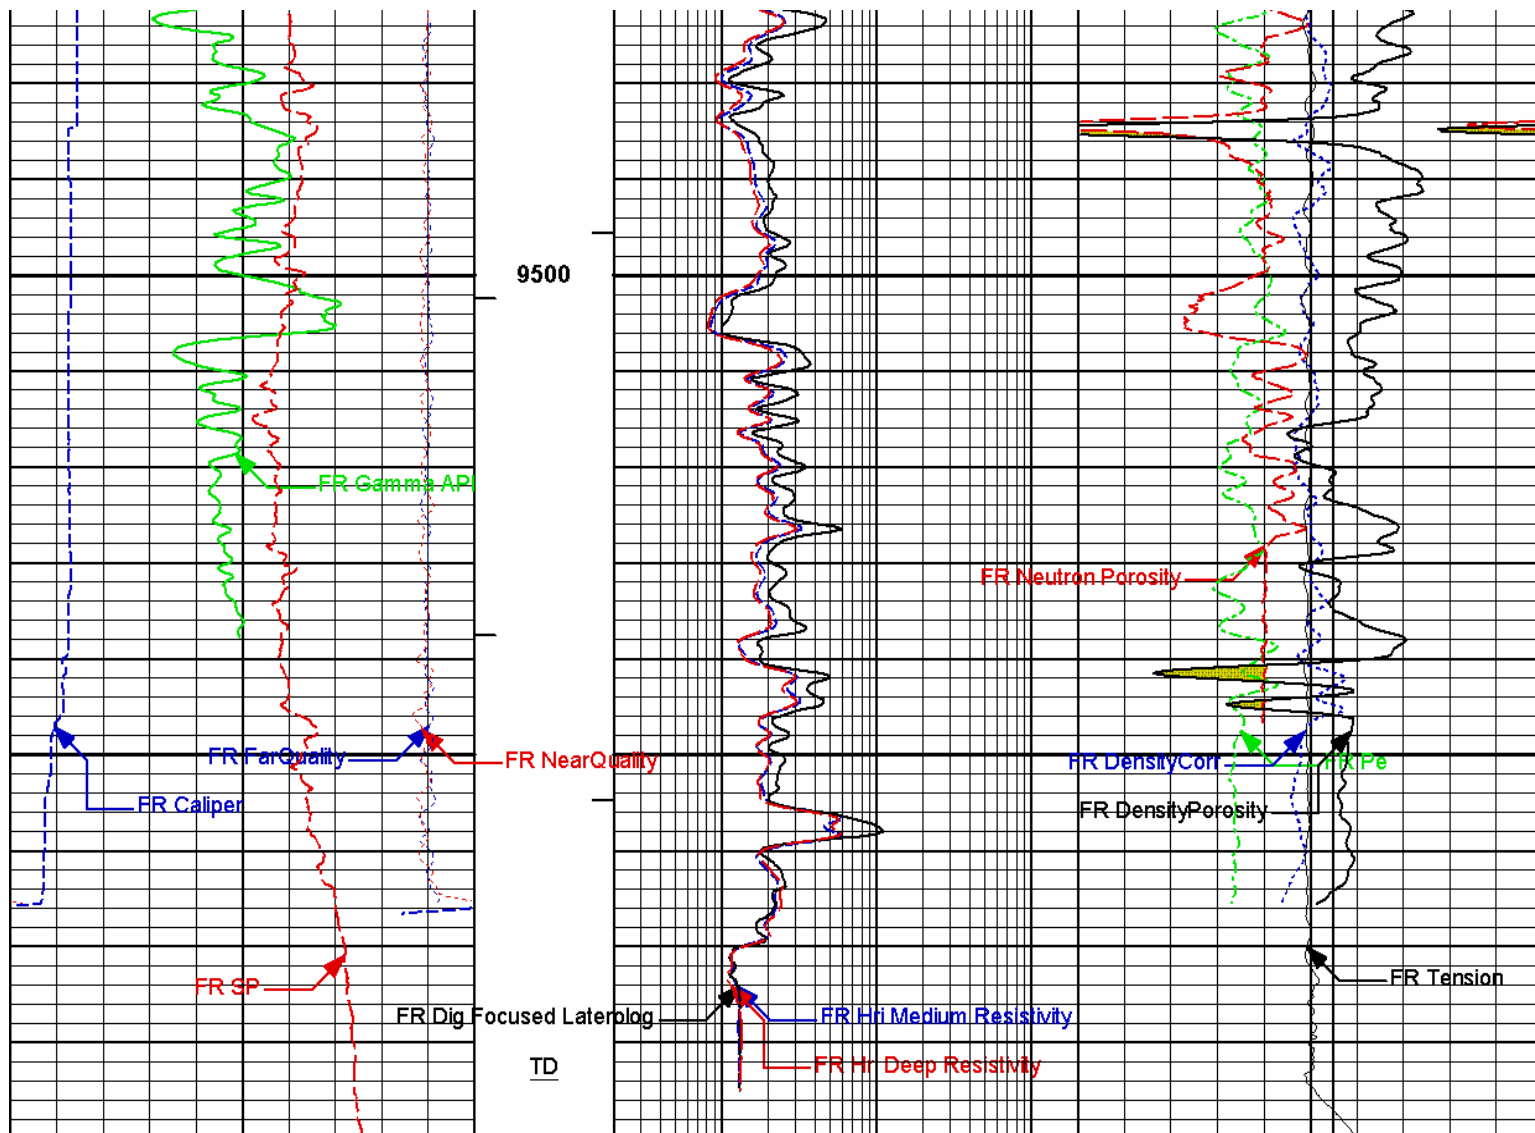 9500
FR Gamma API
FR Neutron Porosity
FR FarQuality
FR NearQuality
FR DensityCorr
FR Pe
FR Caliper
FR DensityPorosity
FR SP
FR Tension
FR Dig Focused Laterolog
FR Hri Medium Resistivity
FR Hr Deep Resistivity
TD